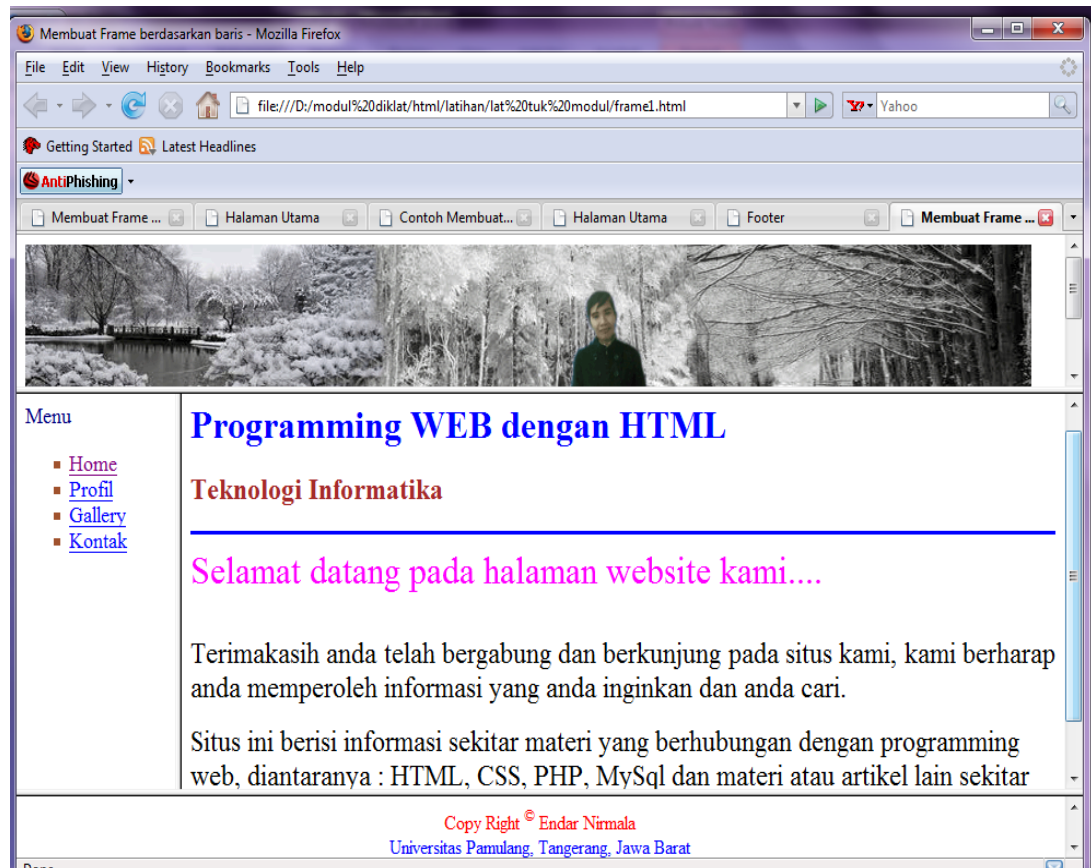 Membuat Frame berdasarkan baris - Mozilla Firefox
File Edit View History Bookmarks Tools Help
file:///D:/modul%20diklat/html/latihan/lat%20tuk%20modul/frame1.html Yahoo
Getting Started Latest Headlines
AntiPhishing
Membuat Frame ... Halaman Utama Contoh Membuat... Halaman Utama Footer Membuat Frame ...
Menu
Home
Profil
Gallery
Kontak
Programming WEB dengan HTML
Teknologi Informatika
Selamat datang pada halaman website kami....
Terimakasih anda telah bergabung dan berkunjung pada situs kami, kami berharap
anda memperoleh informasi yang anda inginkan dan anda cari.
Situs ini berisi informasi sekitar materi yang berhubungan dengan programming
web, diantaranya : HTML, CSS, PHP, MySql dan materi atau artikel lain sekitar
Copy Right © Endar Nirmala
Universitas Pamulang, Tangerang, Jawa Barat
Done